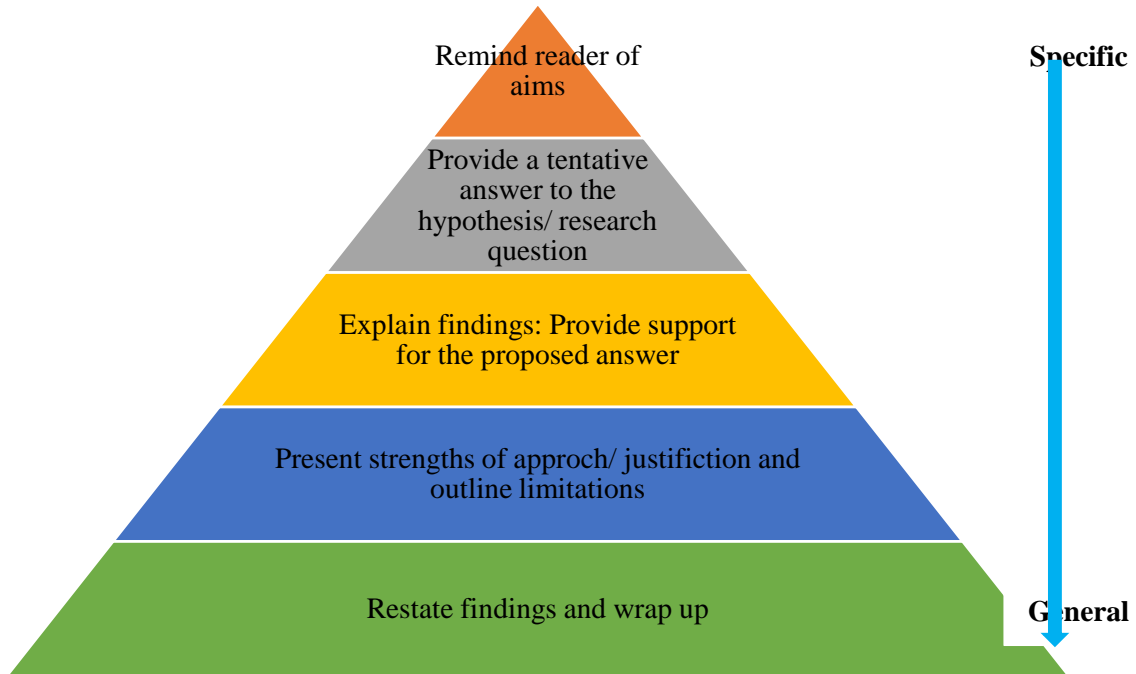 Remind reader of
aims
Specific
Provide a tentative
answer to the
hypothesis/ research
question
Explain findings: Provide support
for the proposed answer
Present strengths of approch/ justifiction and
outline limitations
Restate findings and wrap up
General